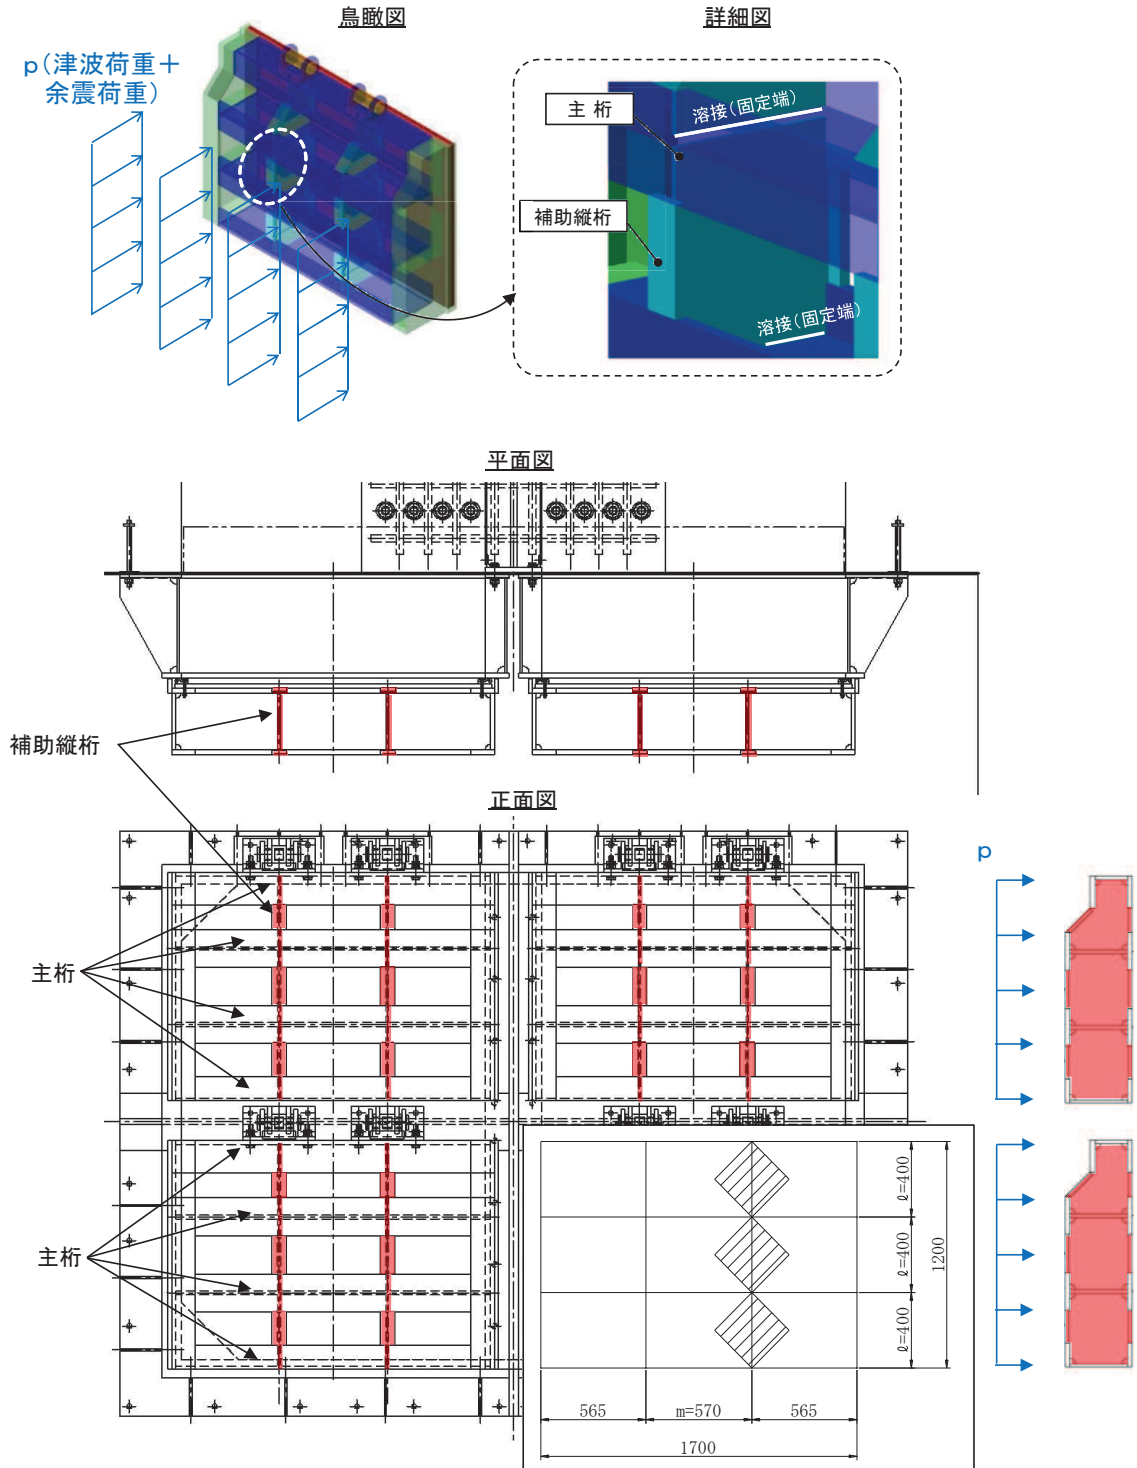 鳥瞰図
詳細図
p(津波荷重＋
余震荷重)
主 桁
溶接(固定端)
補助縦桁
溶接(固定端)
平面図
補助縦桁
正面図
p
主桁
主桁
ℓ=400
ℓ=400
ℓ=400
1200
565
m=570
565
1700